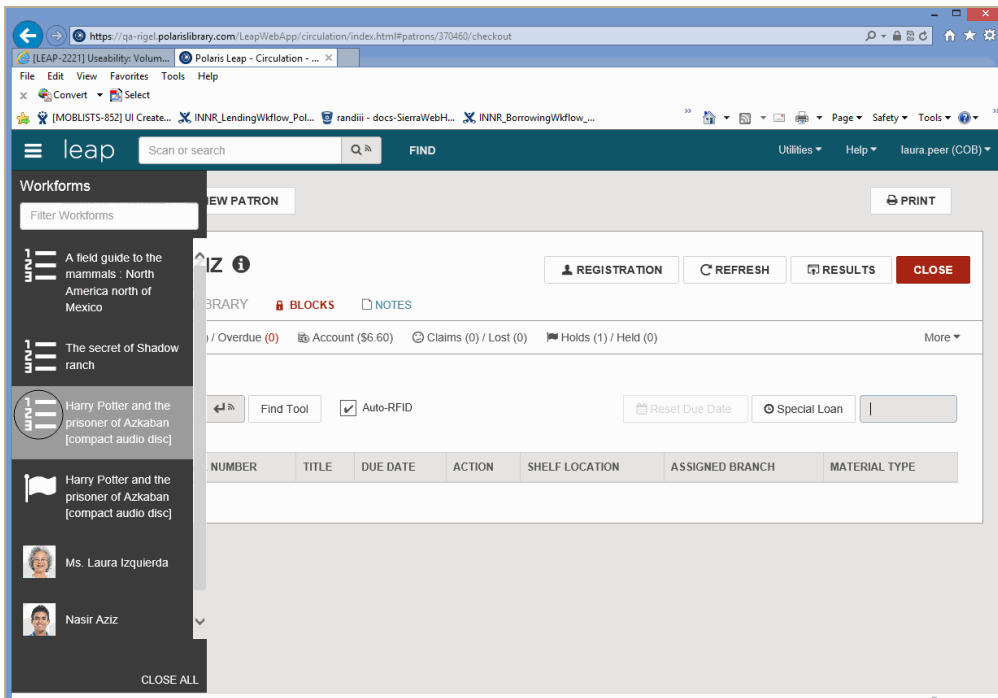 https://qa-rigel.polarislibrary.com/LeapWebApp/circulation/index.html#patrons/370460/checkout
[LEAP-2221] Useability: Volum...
Polaris Leap - Circulation - ...
File Edit View Favorites Tools Help
x Convert Select
[MOBLISTS-852] UI Create... INNR_LendingWkflow_Pol... randiii - docs-SierraWebH... INNR_BorrowingWkflow_... » Page Safety Tools »
leap Scan or search FIND Utilities Help laura.peer (COB)
Workforms
Filter Workforms
A field guide to the
mammals : North
America north of
Mexico
The secret of Shadow
ranch
Harry Potter and the
prisoner of Azkaban
[compact audio disc]
Harry Potter and the
prisoner of Azkaban
[compact audio disc]
Ms. Laura Izquierda
Nasir Aziz
CLOSE ALL
EW PATRON PRINT
IZ
REGISTRATION REFRESH RESULTS CLOSE
BRARY BLOCKS NOTES
) / Overdue (0) Account ($6.60) Claims (0) / Lost (0) Holds (1) / Held (0) More
Find Tool Auto-RFID Reset Due Date Special Loan
NUMBER TITLE DUE DATE ACTION SHELF LOCATION ASSIGNED BRANCH MATERIAL TYPE